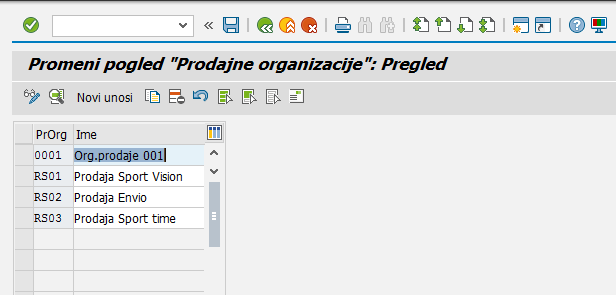 Promeni pogled "Prodajne organizacije": Pregled
Novi unosi
PrOrg Ime
0001 Org.prodaje 001
RS01 Prodaja Sport Vision
RS02 Prodaja Envio
RS03 Prodaja Sport time